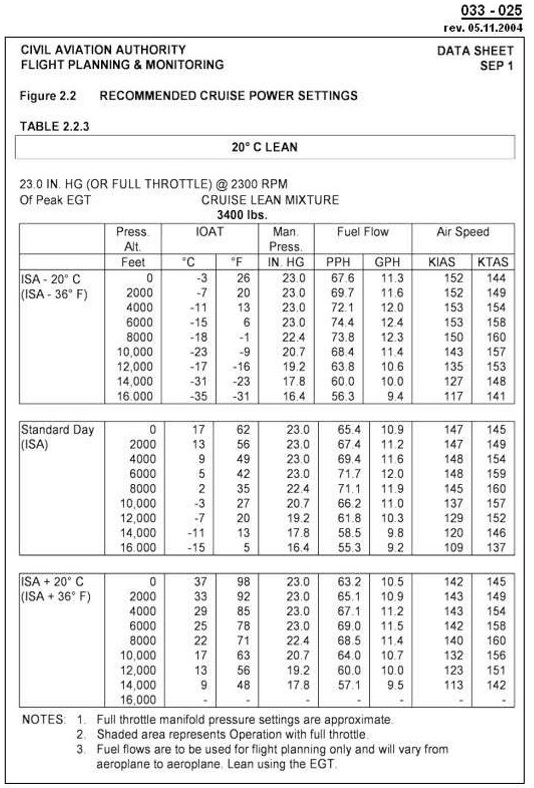 033 - 025
rev. 05.11.2004
CIVIL AVIATION AUTHORITY DATA SHEET
FLIGHT PLANNING & MONITORING SEP 1
Figure 2.2 RECOMMENDED CRUISE POWER SETTINGS
TABLE 2.2.3
20° C LEAN
23.0 IN. HG (OR FULL THROTTLE) @ 2300 RPM
Of Peak EGT CRUISE LEAN MIXTURE
3400 lbs.
Press. IOAT Man. Fuel Flow Air Speed
Alt. Press.
Feet °C °F IN. HG PPH GPH KIAS KTAS
ISA - 20° C 0 -3 26 23.0 67.6 11.3 152 144
(ISA - 36° F) 2000 -7 20 23.0 69.7 11.6 152 149
4000 -11 13 23.0 72.1 12.0 153 154
6000 -15 6 23.0 74.4 12.4 153 158
8000 -18 -1 22.4 73.8 12.3 150 160
10,000 -23 -9 20.7 68.4 11.4 143 157
12,000 -17 -16 19.2 63.8 10.6 135 153
14,000 -31 -23 17.8 60.0 10.0 127 148
16.000 -35 -31 16.4 56.3 9.4 117 141
Standard Day 0 17 62 23.0 65.4 10.9 147 145
(ISA) 2000 13 56 23.0 67.4 11.2 147 149
4000 9 49 23.0 69.4 11.6 148 154
6000 5 42 23.0 71.7 12.0 148 159
8000 2 35 22.4 71.1 11.9 145 160
10,000 -3 27 20.7 66.2 11.0 137 157
12,000 -7 20 19.2 61.8 10.3 129 152
14,000 -11 13 17.8 58.5 9.8 120 146
16.000 -15 5 16.4 55.3 9.2 109 137
ISA + 20° C 0 37 98 23.0 63.2 10.5 142 145
(ISA + 36° F) 2000 33 92 23.0 65.1 10.9 143 149
4000 29 85 23.0 67.1 11.2 143 154
6000 25 78 23.0 69.0 11.5 142 158
8000 22 71 22.4 68.5 11.4 140 160
10,000 17 63 20.7 64.0 10.7 132 156
12,000 13 56 19.2 60.0 10.0 123 151
14,000 9 48 17.8 57.1 9.5 113 142
16,000 - - - - - - -
NOTES: 1. Full throttle manifold pressure settings are approximate.
2. Shaded area represents Operation with full throttle.
3. Fuel flows are to be used for flight planning only and will vary from
aeroplane to aeroplane. Lean using the EGT.